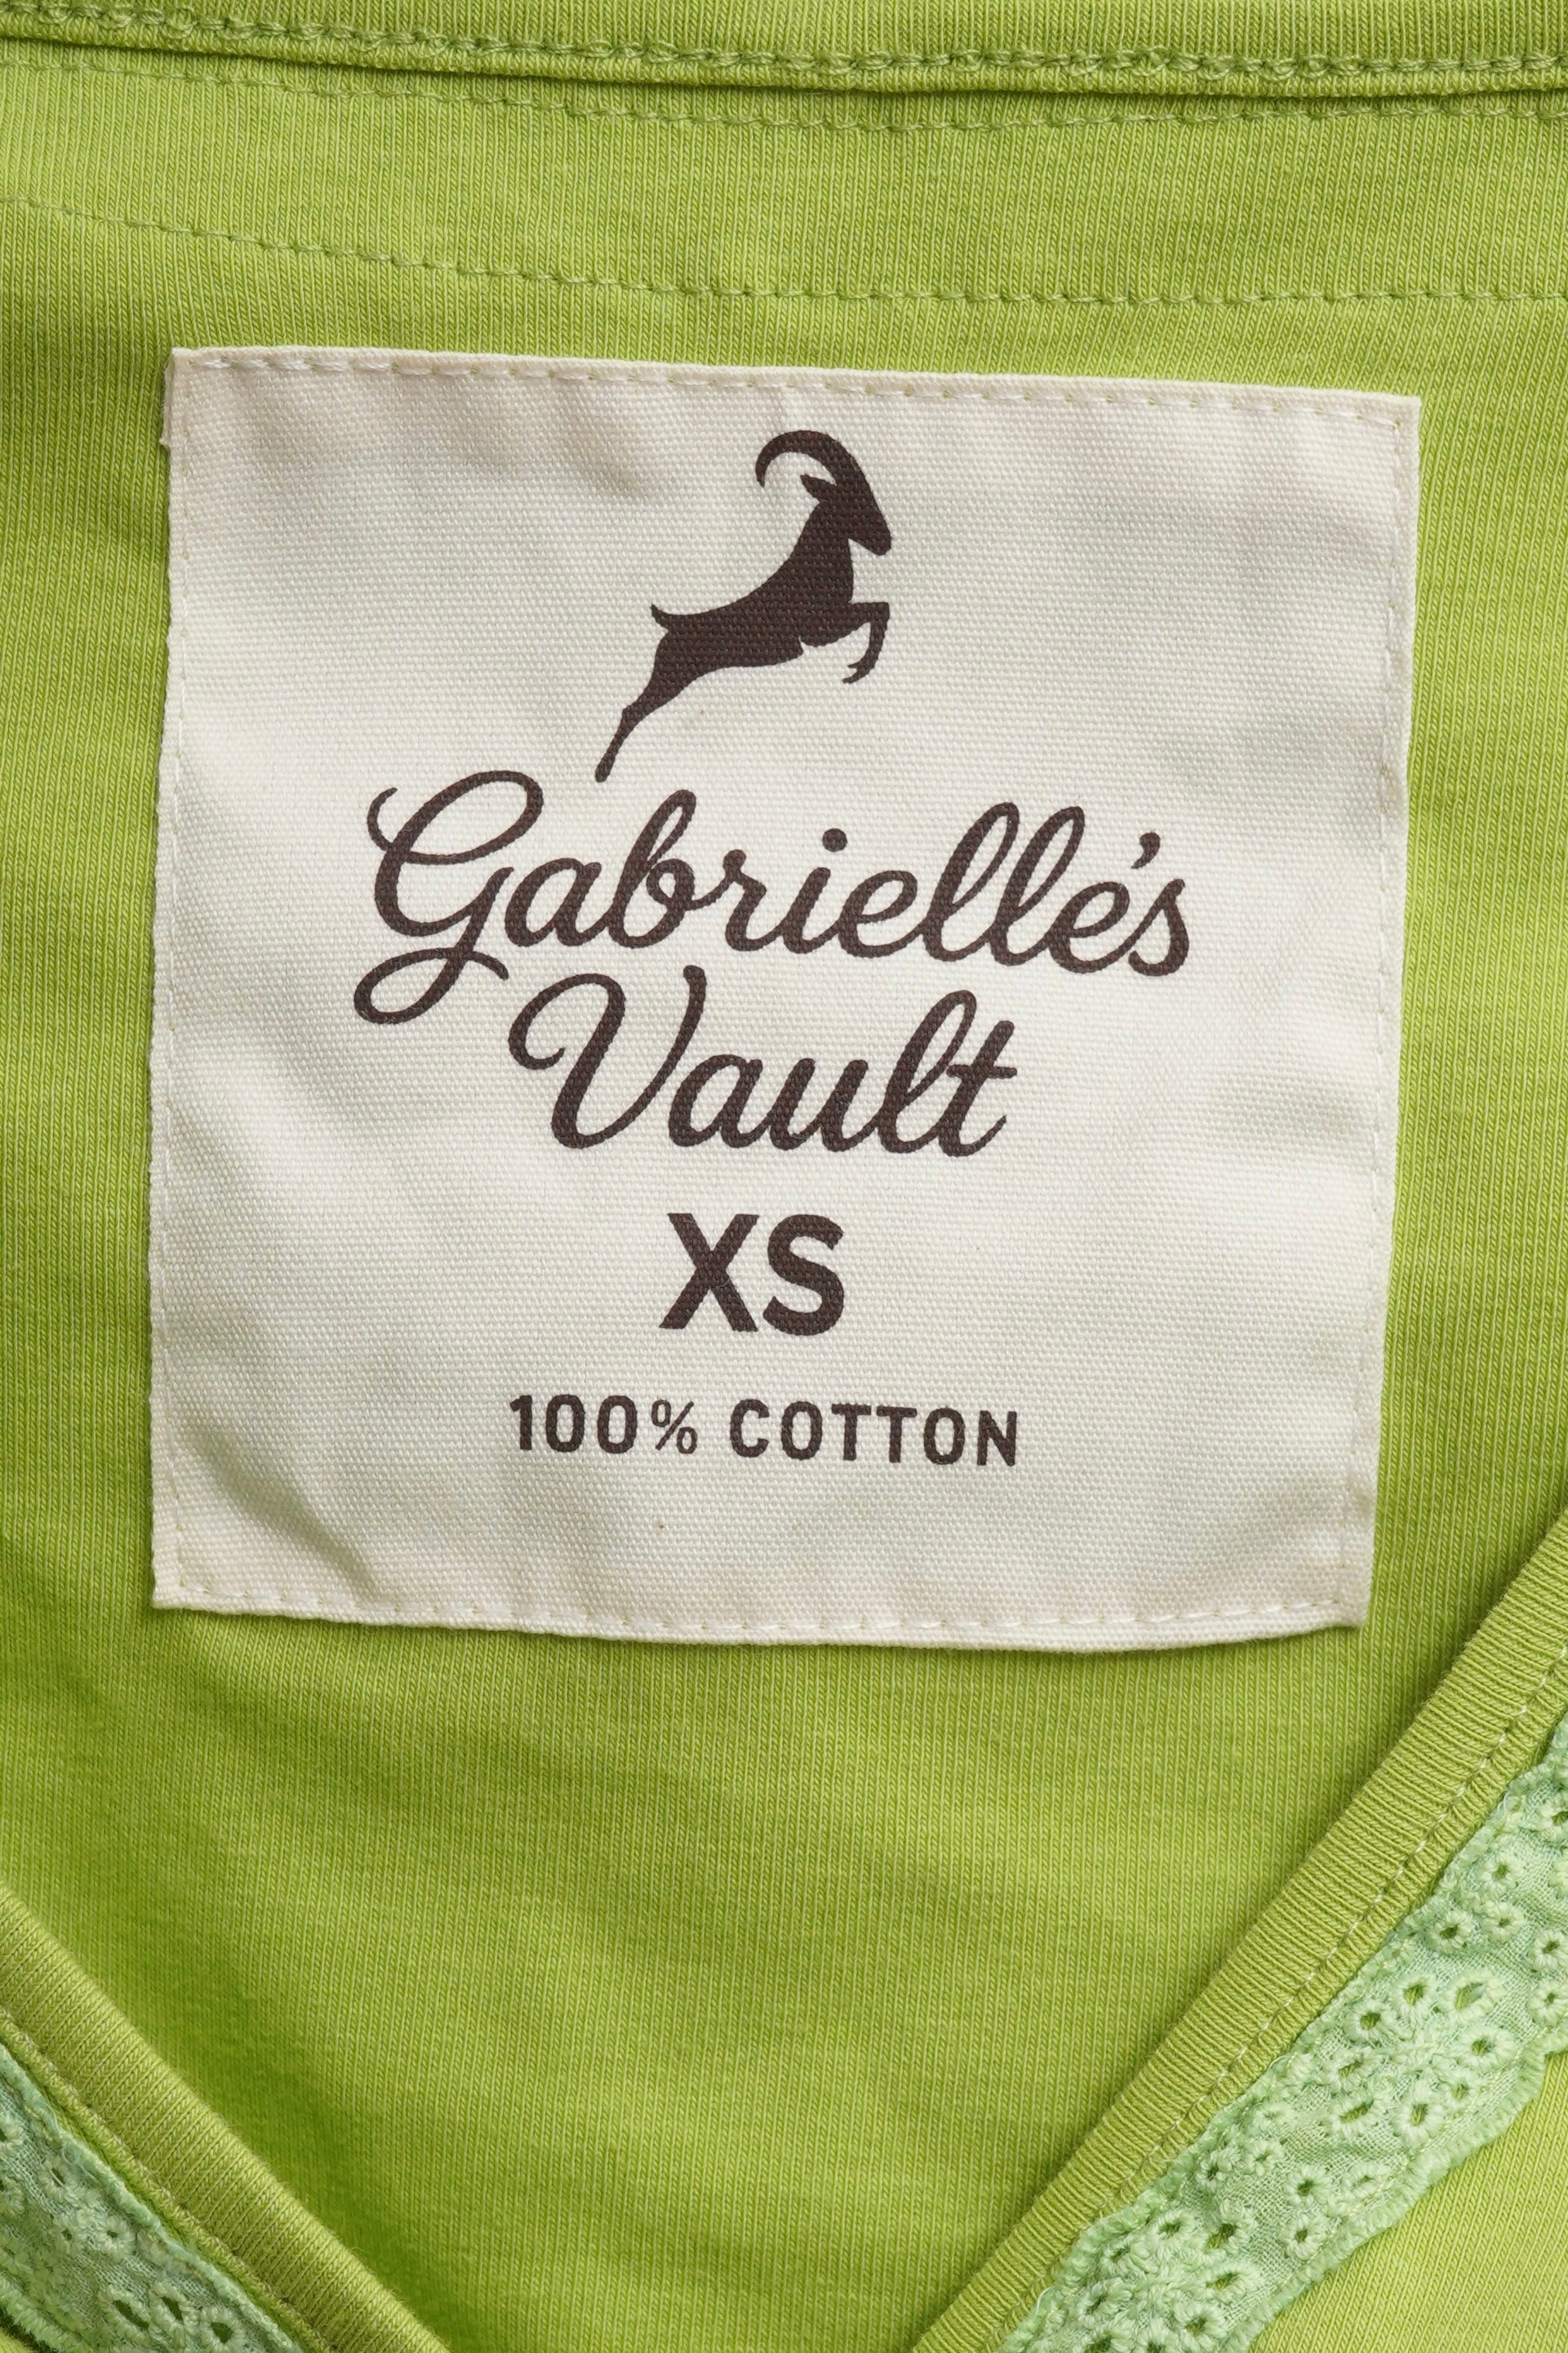 Gabrielle's
Vault
XS
100% COTTON